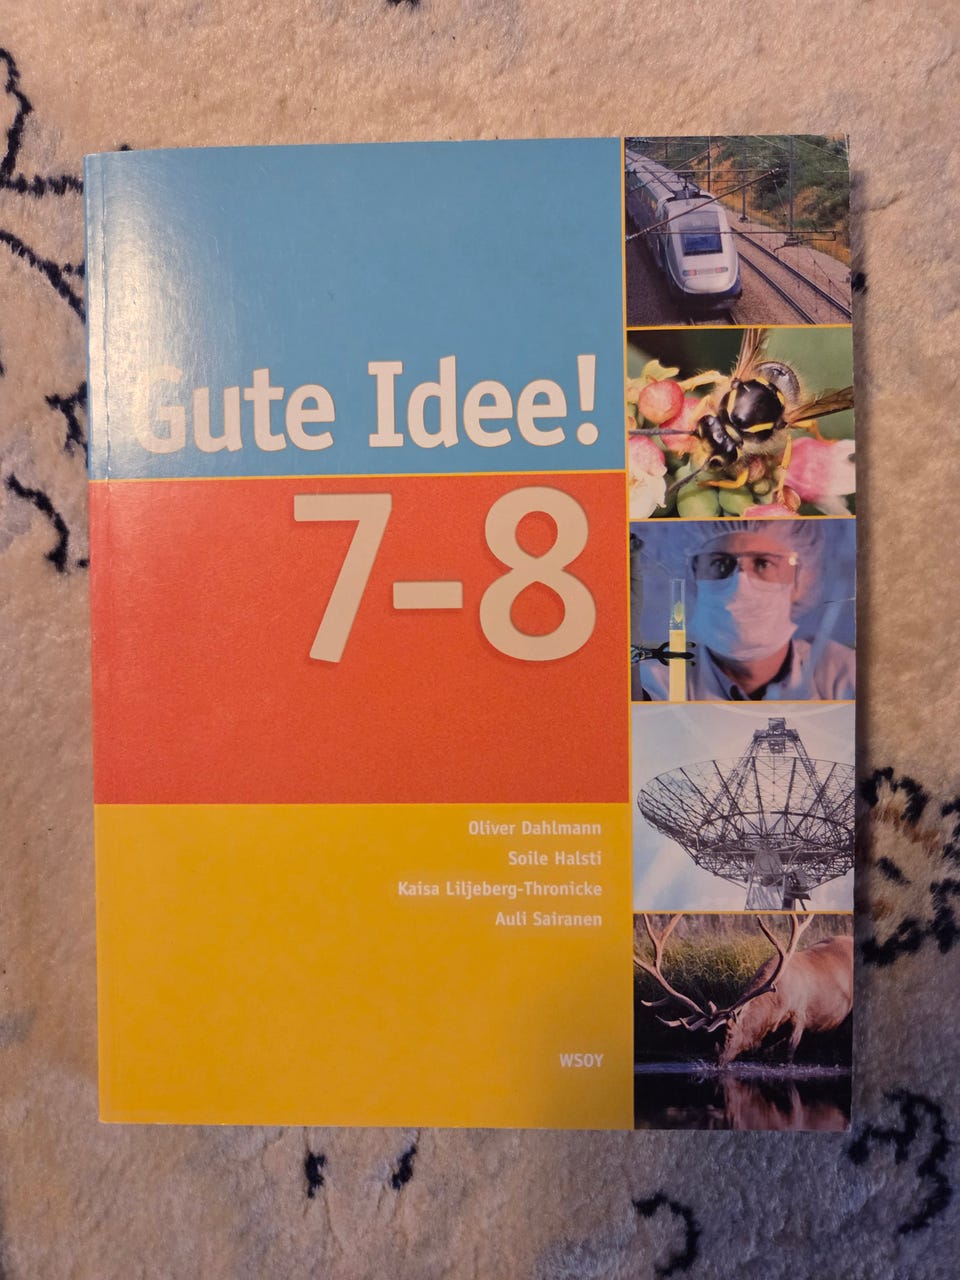 Gute Idee!
7–8
Oliver Dahlmann
Soile Halsti
Kaisa Liljeberg-Thronicke
Auli Sairanen
WSOY